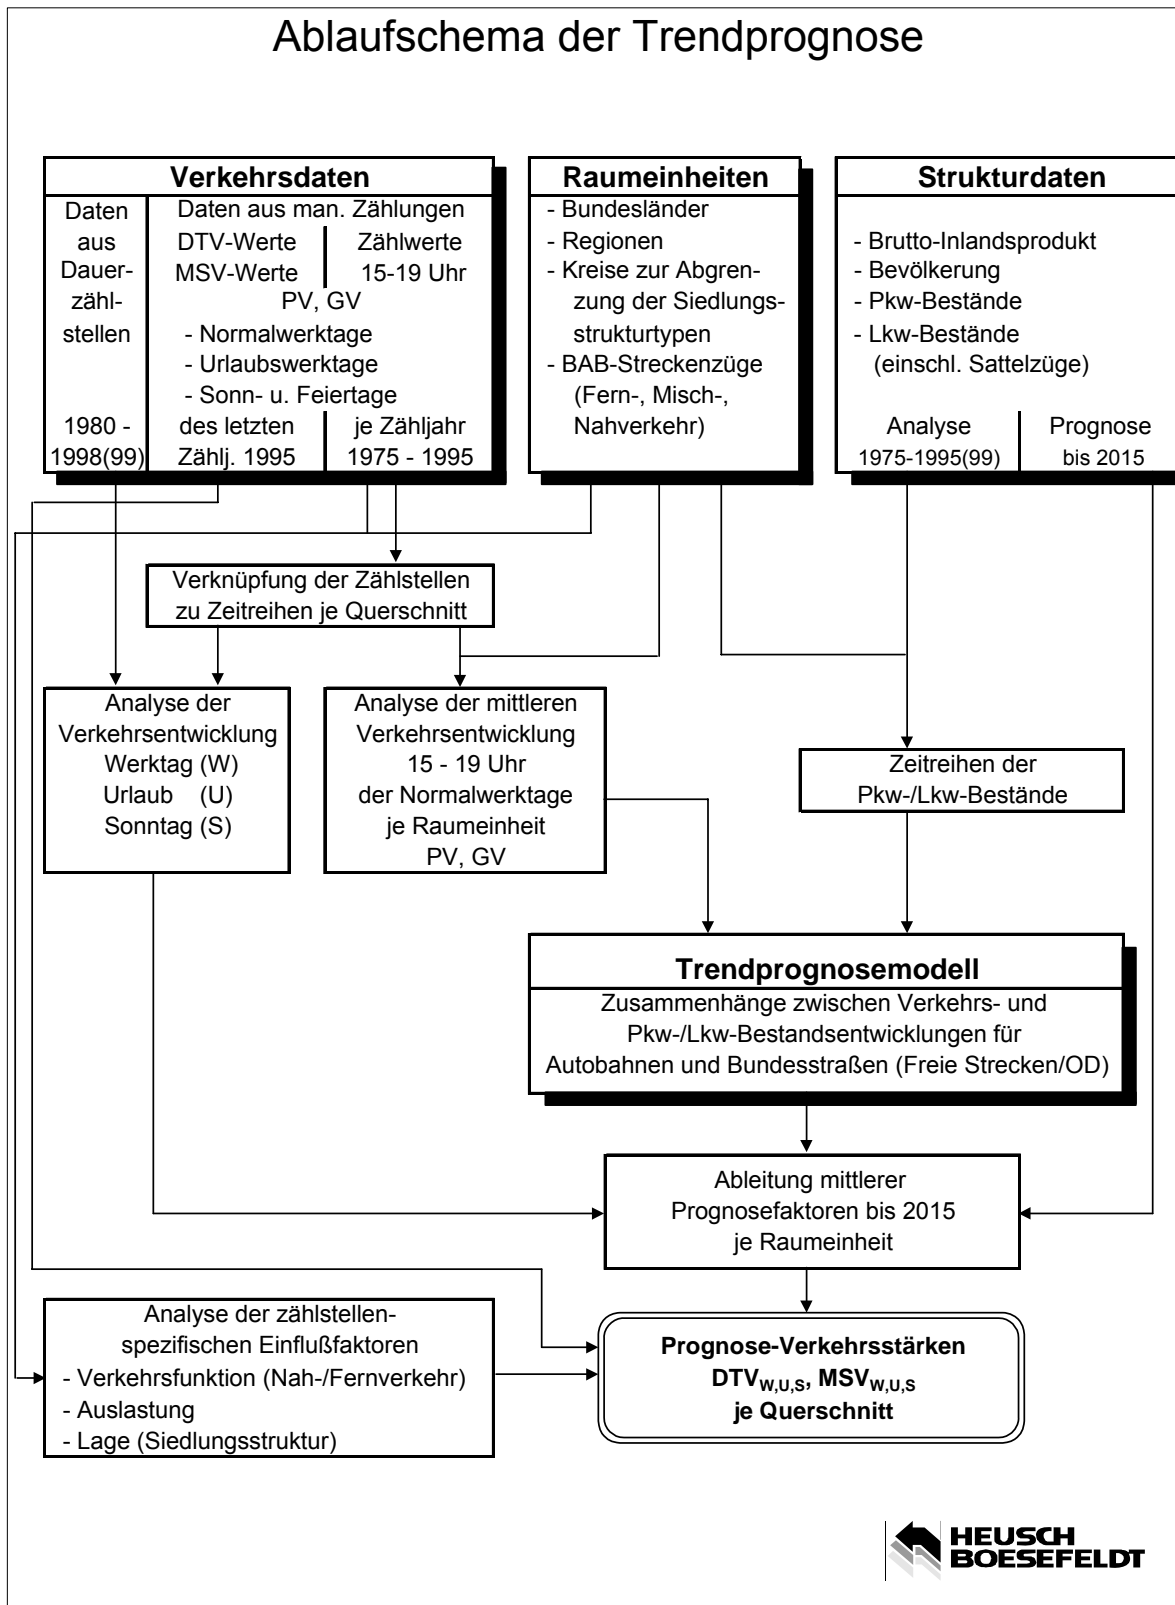 Ablaufschema der Trendprognose
Verkehrsdaten
Daten
aus
Dauer-
zähl-
stellen
1980 -
1998(99)
Daten aus man. Zählungen
DTV-Werte
MSV-Werte
Zählwerte
15-19 Uhr
PV, GV
- Normalwerktage
- Urlaubswerktage
- Sonn- u. Feiertage
des letzten
Zählj. 1995
je Zähljahr
1975 - 1995
Raumeinheiten
- Bundesländer
- Regionen
- Kreise zur Abgren-
zung der Siedlungs-
strukturtypen
- BAB-Streckenzüge
(Fern-, Misch-,
Nahverkehr)
Strukturdaten
- Brutto-Inlandsprodukt
- Bevölkerung
- Pkw-Bestände
- Lkw-Bestände
(einschl. Sattelzüge)
Analyse
1975-1995(99)
Prognose
bis 2015
Verknüpfung der Zählstellen
zu Zeitreihen je Querschnitt
Analyse der
Verkehrsentwicklung
Werktag (W)
Urlaub (U)
Sonntag (S)
Analyse der mittleren
Verkehrsentwicklung
15 - 19 Uhr
der Normalwerktage
je Raumeinheit
PV, GV
Zeitreihen der
Pkw-/Lkw-Bestände
Trendprognosemodell
Zusammenhänge zwischen Verkehrs- und
Pkw-/Lkw-Bestandsentwicklungen für
Autobahnen und Bundesstraßen (Freie Strecken/OD)
Ableitung mittlerer
Prognosefaktoren bis 2015
je Raumeinheit
Analyse der zählstellen-
spezifischen Einflußfaktoren
- Verkehrsfunktion (Nah-/Fernverkehr)
- Auslastung
- Lage (Siedlungsstruktur)
Prognose-Verkehrsstärken
DTVW,U,S, MSVW,U,S
je Querschnitt
HEUSCH
BOESEFELDT